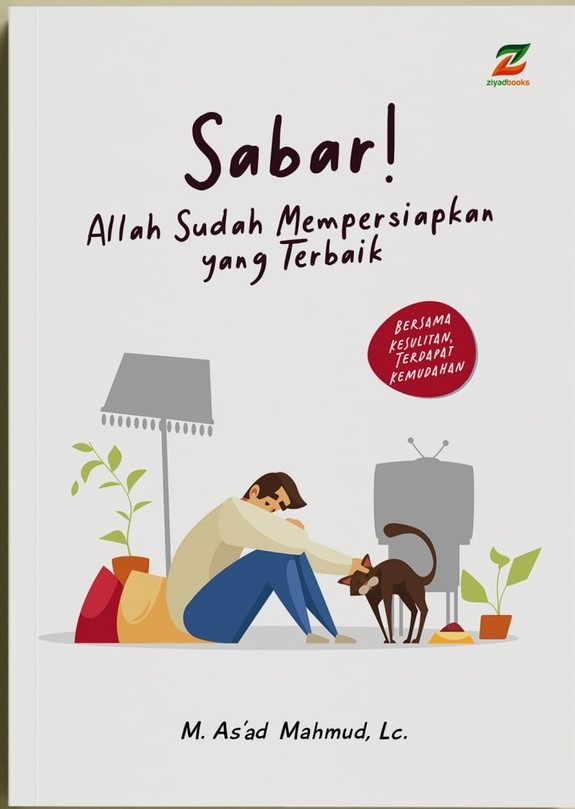 ziyadbooks
Sabar!
Allah Sudah Mempersiapkan
yang Terbaik
BERSAMA
KESULITAN,
TERDAPAT
KEMUDAHAN
M. As'ad Mahmud, Lc.